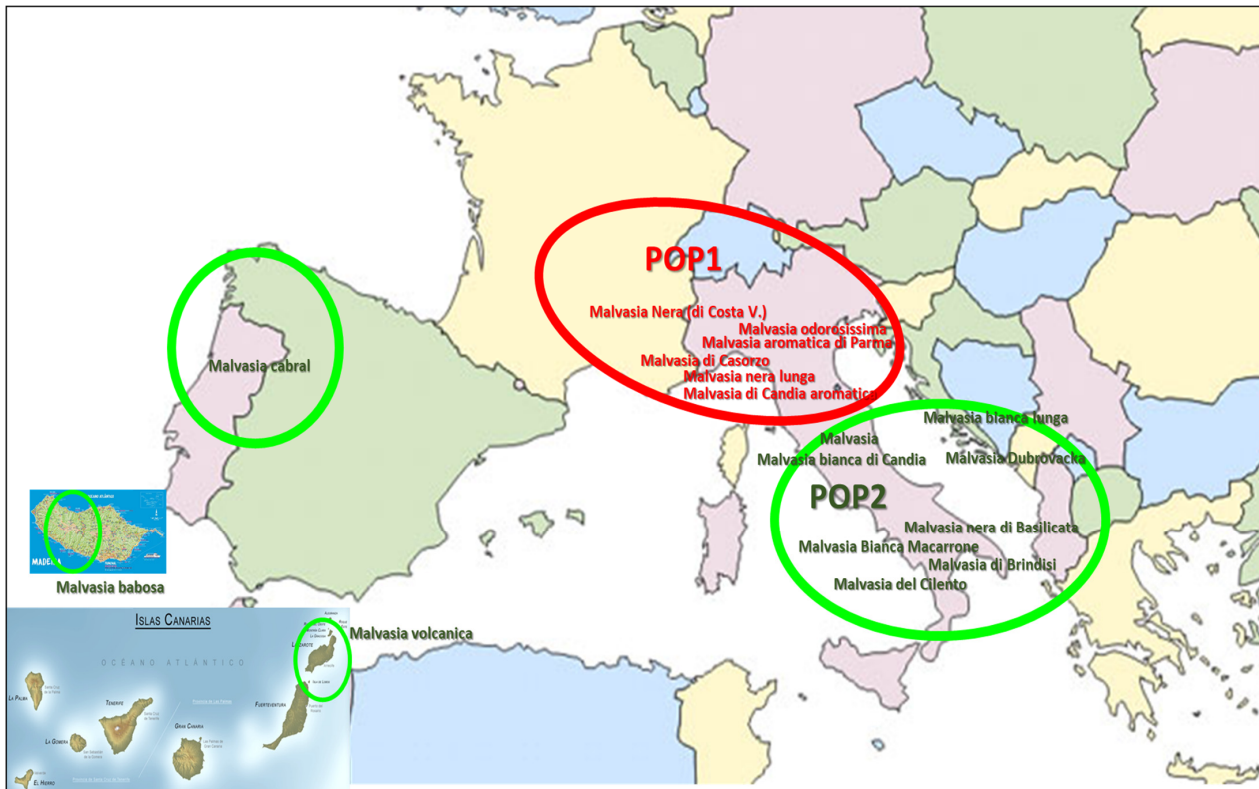 POP1
Malvasia Nera (di Costa V.)
Malvasia odorosissima
Malvasia aromatica di Parma
Malvasia di Casorzo
Malvasia nera lunga
Malvasia di Candia aromatica
Malvasia cabral
Malvasia bianca lunga
Malvasia
Malvasia bianca di Candia
Malvasia Dubrovacka
POP2
Malvasia nera di Basilicata
Malvasia Bianca Macarrone
Malvasia di Brindisi
Malvasia del Cilento
MADEIRA
Malvasia babosa
ISLAS CANARIAS
Malvasia volcanica
LANZAROTE
OCÉANO ATLÁNTICO
LA PALMA
TENERIFE
FUERTEVENTURA
GRAN CANARIA
LA GOMERA
EL HIERRO